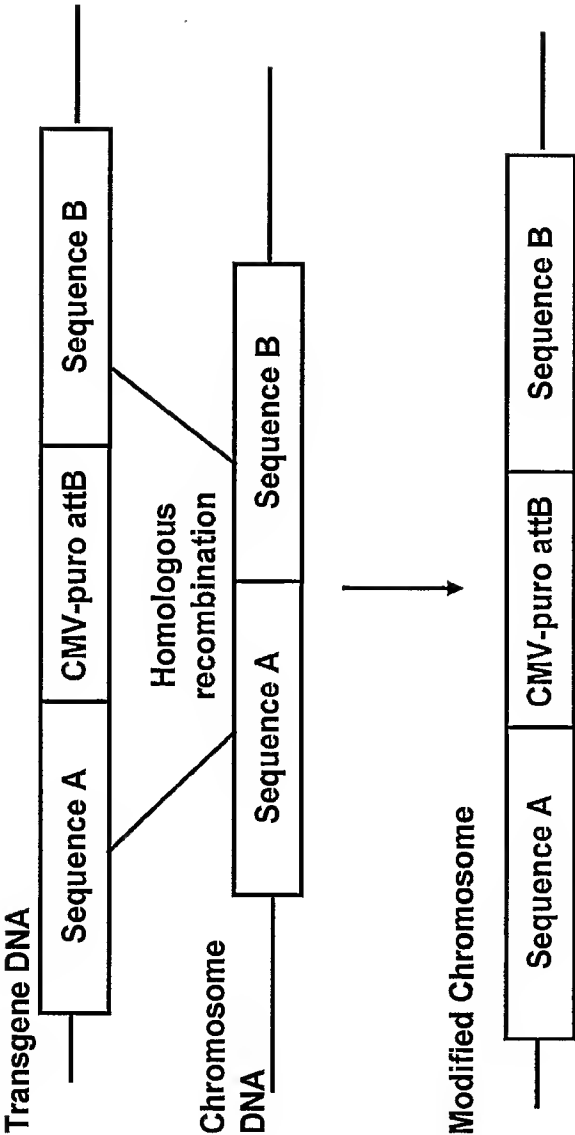 Transgene DNA
Sequence A
CMV-puro attB
Sequence B
Homologous
recombination
Chromosome
DNA
Sequence A
Sequence B
Modified Chromosome
Sequence A
CMV-puro attB
Sequence B